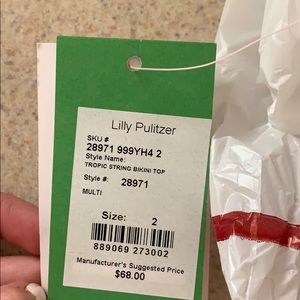 Lilly Pulitzer
SKU #
28971 999YH4 2
Style Name:
TROPIC STRING BIKINI TOP
Style #: 28971
MULTI
Size: 2
889069 273002
Manufacturer's Suggested Price
$68.00